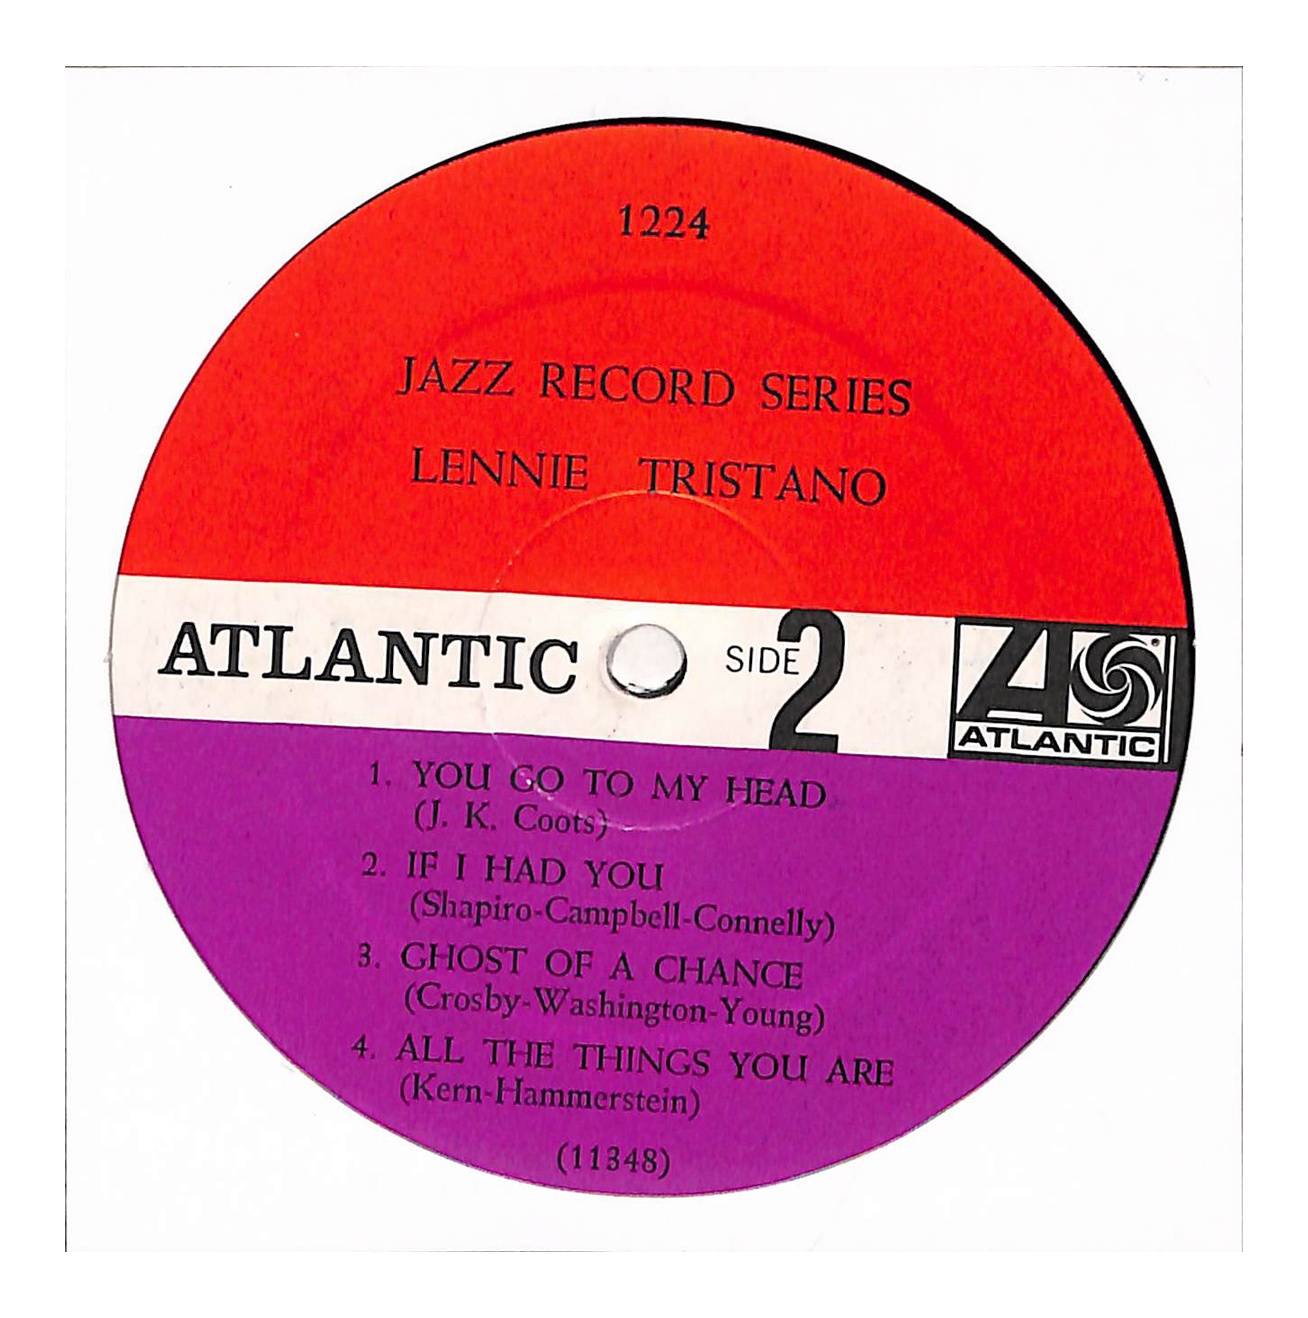 1224
JAZZ RECORD SERIES
LENNIE TRISTANO
ATLANTIC SIDE 2
ATLANTIC
1. YOU GO TO MY HEAD
(J. K. Coots)
2. IF I HAD YOU
(Shapiro-Campbell-Connelly)
3. GHOST OF A CHANCE
(Crosby-Washington-Young)
4. ALL THE THINGS YOU ARE
(Kern-Hammerstein)
(11348)